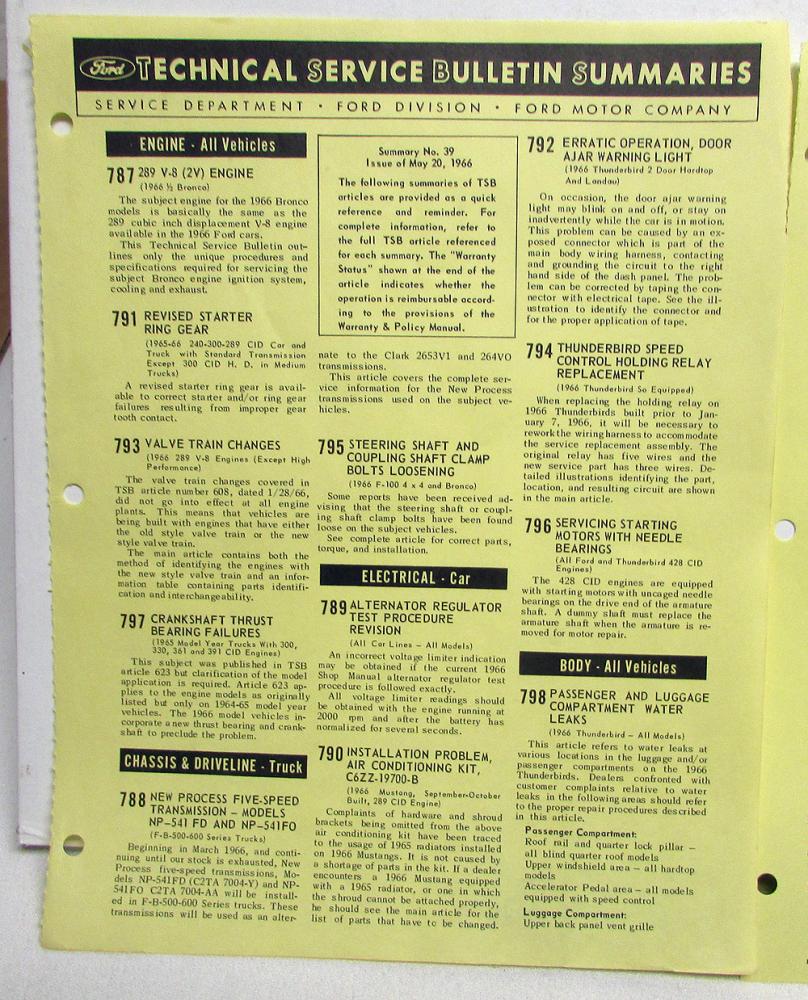 Ford TECHNICAL SERVICE BULLETIN SUMMARIES
SERVICE DEPARTMENT • FORD DIVISION • FORD MOTOR COMPANY
ENGINE - All Vehicles
787 289 V-8 (2V) ENGINE
(1966 ½ Bronco)
The subject engine for the 1966 Bronco
models is basically the same as the
289 cubic inch displacement V-8 engine
available in the 1966 Ford cars.
This Technical Service Bulletin out-
lines only the unique procedures and
specifications required for servicing the
subject Bronco engine ignition system,
cooling and exhaust.
791 REVISED STARTER
RING GEAR
(1965-66 240-300-289 CID Car and
Truck with Standard Transmission
Except 300 CID H. D. in Medium
Trucks)
A revised starter ring gear is avail-
able to correct starter and/or ring gear
failures resulting from improper gear
tooth contact.
793 VALVE TRAIN CHANGES
(1966 289 V-8 Engines (Except High
Performance)
The valve train changes covered in
TSB article number 608, dated 1/28/66,
did not go into effect at all engine
plants. This means that vehicles are
being built with engines that have either
the old style valve train or the new
style valve train.
The main article contains both the
method of identifying the engines with
the new style valve train and an infor-
mation table containing parts identifi-
cation and interchangeability.
797 CRANKSHAFT THRUST
BEARING FAILURES
(1965 Model Year Trucks With 300,
330, 361 and 391 CID Engines)
This subject was published in TSB
article 623 but clarification of the model
application is required. Article 623 ap-
plies to the engine models as originally
listed but only on 1964-65 model year
vehicles. The 1966 model vehicles in-
corporate a new thrust bearing and crank-
shaft to preclude the problem.
CHASSIS & DRIVELINE - Truck
788 NEW PROCESS FIVE-SPEED
TRANSMISSION – MODELS
NP-541 FD AND NP-541FO
(F-B-500-600 Series Trucks)
Beginning in March 1966, and conti-
nuing until our stock is exhausted, New
Process five-speed transmissions, Mo-
dels NP-541FD (C2TA 7004-Y) and NP-
541FO C2TA 7004-AA will be install-
ed in F-B-500-600 Series trucks. These
transmissions will be used as an alter-
Summary No. 39
Issue of May 20, 1966
The following summaries of TSB
articles are provided as a quick
reference and reminder. For
complete information, refer to
the full TSB article referenced
for each summary. The "Warranty
Status" shown at the end of the
article indicates whether the
operation is reimbursable accord-
ing to the provisions of the
Warranty & Policy Manual.
nate to the Clark 2653V1 and 264VO
transmissions.
This article covers the complete ser-
vice information for the New Process
transmissions used on the subject ve-
hicles.
795 STEERING SHAFT AND
COUPLING SHAFT CLAMP
BOLTS LOOSENING
(1966 F-100 4 x 4 and Bronco)
Some reports have been received ad-
vising that the steering shaft or coupl-
ing shaft clamp bolts have been found
loose on the subject vehicles.
See complete article for correct parts,
torque, and installation.
ELECTRICAL - Car
789 ALTERNATOR REGULATOR
TEST PROCEDURE
REVISION
(All Car Lines – All Models)
An incorrect voltage limiter indication
may be obtained if the current 1966
Shop Manual alternator regulator test
procedure is followed exactly.
All voltage limiter readings should
be obtained with the engine running at
2000 rpm and after the battery has
normalized for several seconds.
790 INSTALLATION PROBLEM,
AIR CONDITIONING KIT,
C6ZZ-19700-B
(1966 Mustang, September-October
Built, 289 CID Engine)
Complaints of hardware and shroud
brackets being omitted from the above
air conditioning kit have been traced
to the usage of 1965 radiators installed
on 1966 Mustangs. It is not caused by
a shortage of parts in the kit. If a dealer
encounters a 1966 Mustang equipped
with a 1965 radiator, or one in which
the shroud cannot be attached properly,
he should see the main article for the
list of parts that have to be changed.
792 ERRATIC OPERATION, DOOR
AJAR WARNING LIGHT
(1966 Thunderbird 2 Door Hardtop
And Landau)
On occasion, the door ajar warning
light may blink on and off, or stay on
inadvertently while the car is in motion.
This problem can be caused by an ex-
posed connector which is part of the
main body wiring harness, contacting
and grounding the circuit to the right
hand side of the dash panel. The prob-
lem can be corrected by taping the con-
nector with electrical tape. See the ill-
ustration to identify the connector and
for the proper application of tape.
794 THUNDERBIRD SPEED
CONTROL HOLDING RELAY
REPLACEMENT
(1966 Thunderbird So Equipped)
When replacing the holding relay on
1966 Thunderbirds built prior to Jan-
uary 7, 1966, it will be necessary to
rework the wiring harness to accommodate
the service replacement assembly. The
original relay has five wires and the
new service part has three wires. De-
tailed illustrations identifying the part,
location, and resulting circuit are shown
in the main article.
796 SERVICING STARTING
MOTORS WITH NEEDLE
BEARINGS
(All Ford and Thunderbird 428 CID
Engines)
The 428 CID engines are equipped
with starting motors with uncaged needle
bearings on the drive end of the armature
shaft. A dummy shaft must replace the
armature shaft when the armature is re-
moved for motor repair.
BODY - All Vehicles
798 PASSENGER AND LUGGAGE
COMPARTMENT WATER
LEAKS
(1966 Thunderbird – All Models)
This article refers to water leaks at
various locations in the luggage and/or
passenger compartments on the 1966
Thunderbirds. Dealers confronted with
customer complaints relative to water
leaks in the following areas should refer
to the proper repair procedures described
in this article.
Passenger Compartment:
Roof rail and quarter lock pillar –
all blind quarter roof models
Upper windshield area – all hardtop
models
Accelerator Pedal area – all models
equipped with speed control
Luggage Compartment:
Upper back panel vent grille